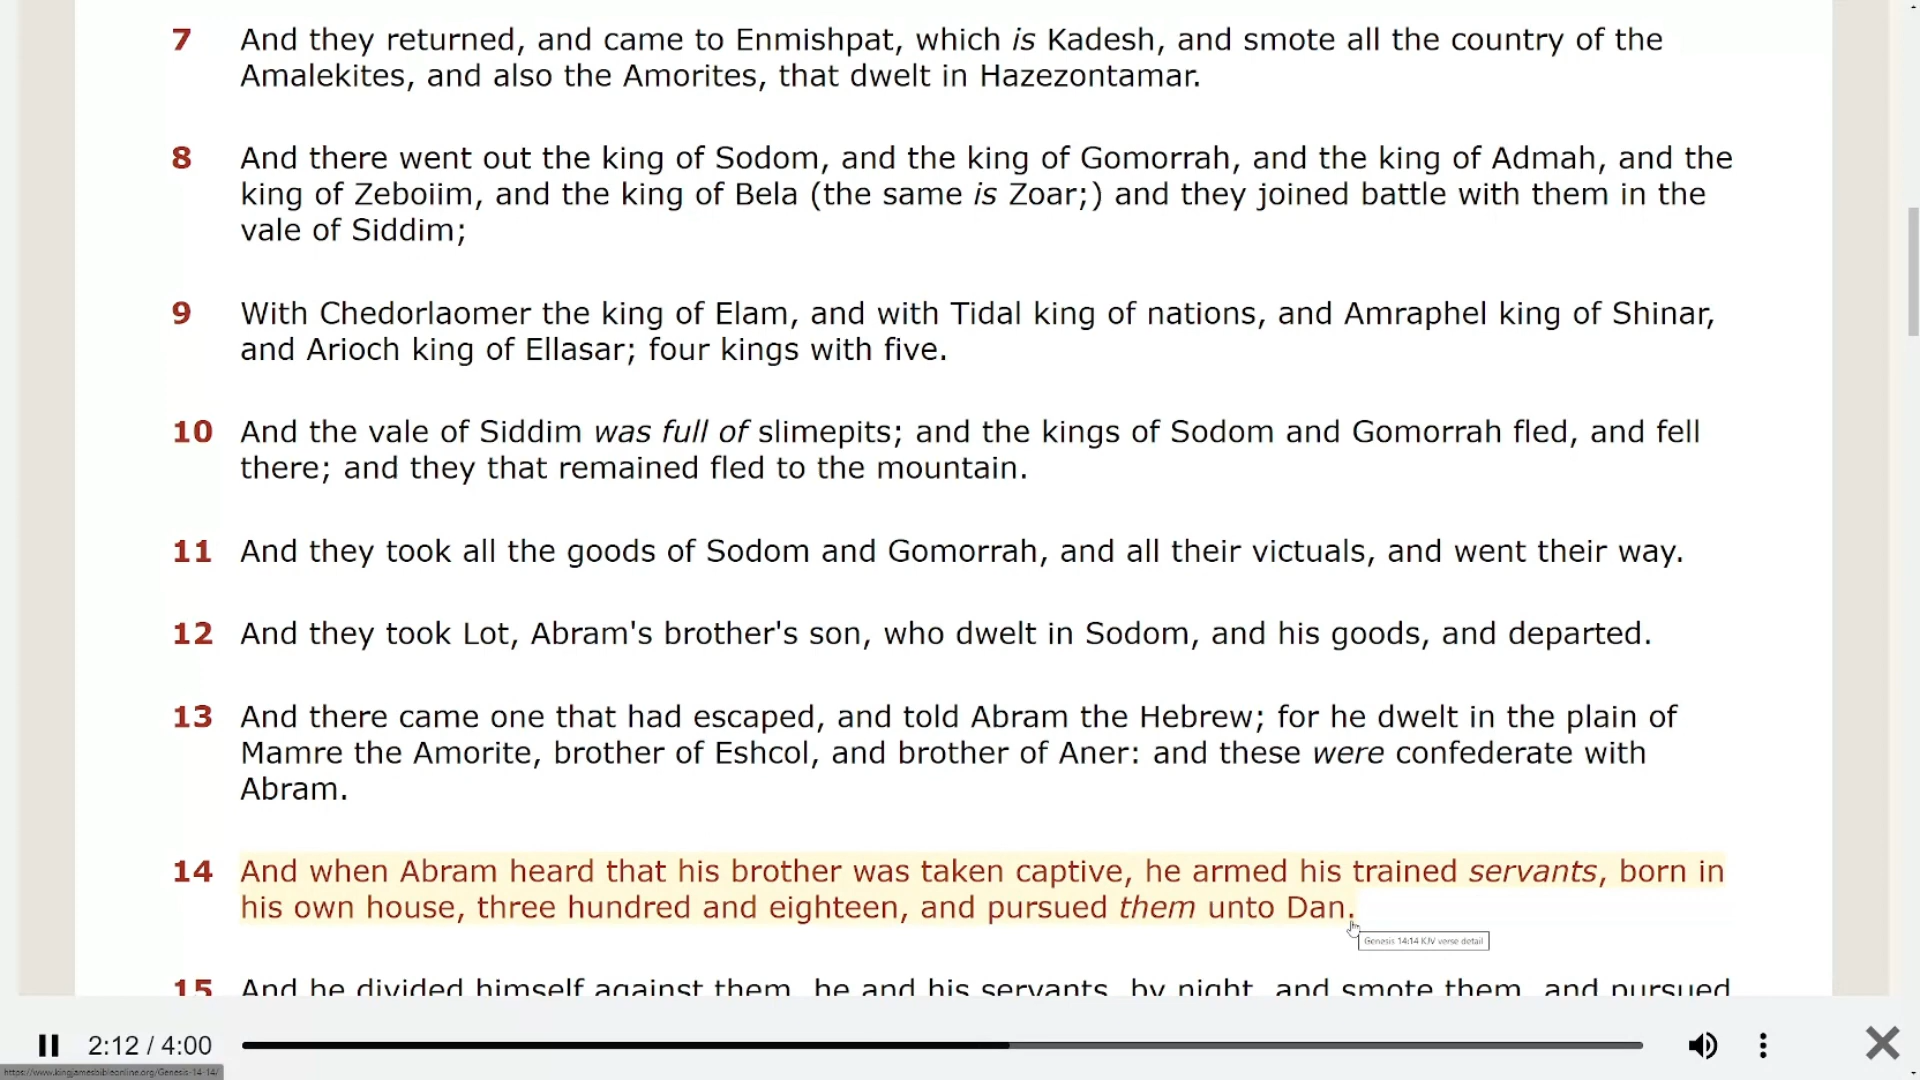 7 And they returned, and came to Enmishpat, which is Kadesh, and smote all the country of the
Amalekites, and also the Amorites, that dwelt in Hazezontamar.
8 And there went out the king of Sodom, and the king of Gomorrah, and the king of Admah, and the
king of Zeboiim, and the king of Bela (the same is Zoar;) and they joined battle with them in the
vale of Siddim;
9 With Chedorlaomer the king of Elam, and with Tidal king of nations, and Amraphel king of Shinar,
and Arioch king of Ellasar; four kings with five.
10 And the vale of Siddim was full of slimepits; and the kings of Sodom and Gomorrah fled, and fell
there; and they that remained fled to the mountain.
11 And they took all the goods of Sodom and Gomorrah, and all their victuals, and went their way.
12 And they took Lot, Abram's brother's son, who dwelt in Sodom, and his goods, and departed.
13 And there came one that had escaped, and told Abram the Hebrew; for he dwelt in the plain of
Mamre the Amorite, brother of Eshcol, and brother of Aner: and these were confederate with
Abram.
14 And when Abram heard that his brother was taken captive, he armed his trained servants, born in
his own house, three hundred and eighteen, and pursued them unto Dan.
Genesis 14:14 KJV verse detail
15 And he divided himself against them, he and his servants, by night, and smote them, and pursued
2:12 / 4:00
https://www.kingjamesbibleonline.org/Genesis-14-14/